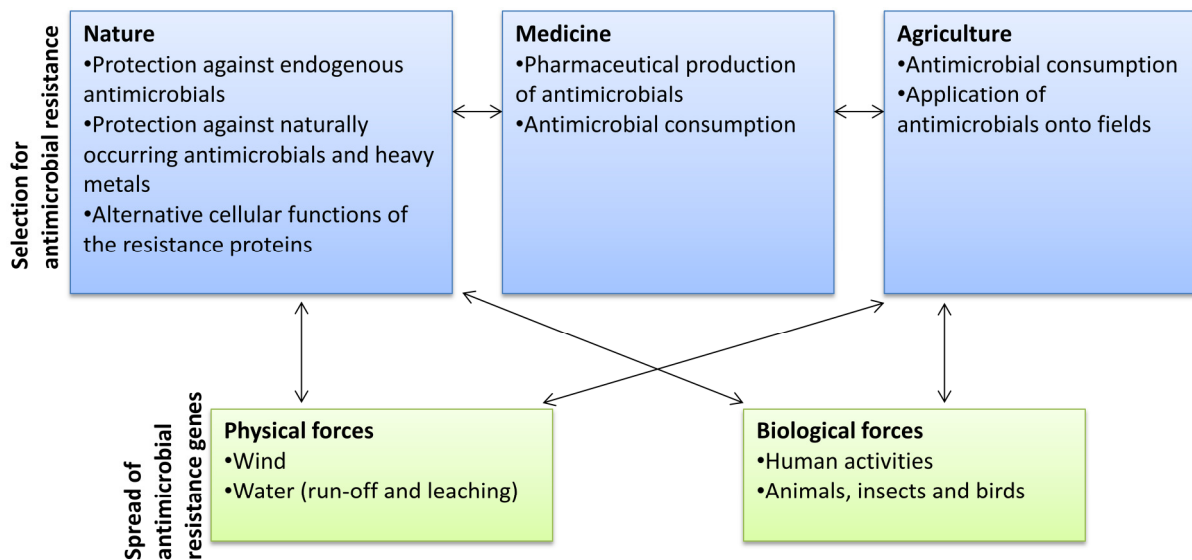 Selection for
antimicrobial resistance
Nature
•Protection against endogenous
antimicrobials
•Protection against naturally
occurring antimicrobials and heavy
metals
•Alternative cellular functions of
the resistance proteins
Medicine
•Pharmaceutical production
of antimicrobials
•Antimicrobial consumption
Agriculture
•Antimicrobial consumption
•Application of
antimicrobials onto fields
Spread of
antimicrobial
resistance genes
Physical forces
•Wind
•Water (run-off and leaching)
Biological forces
•Human activities
•Animals, insects and birds